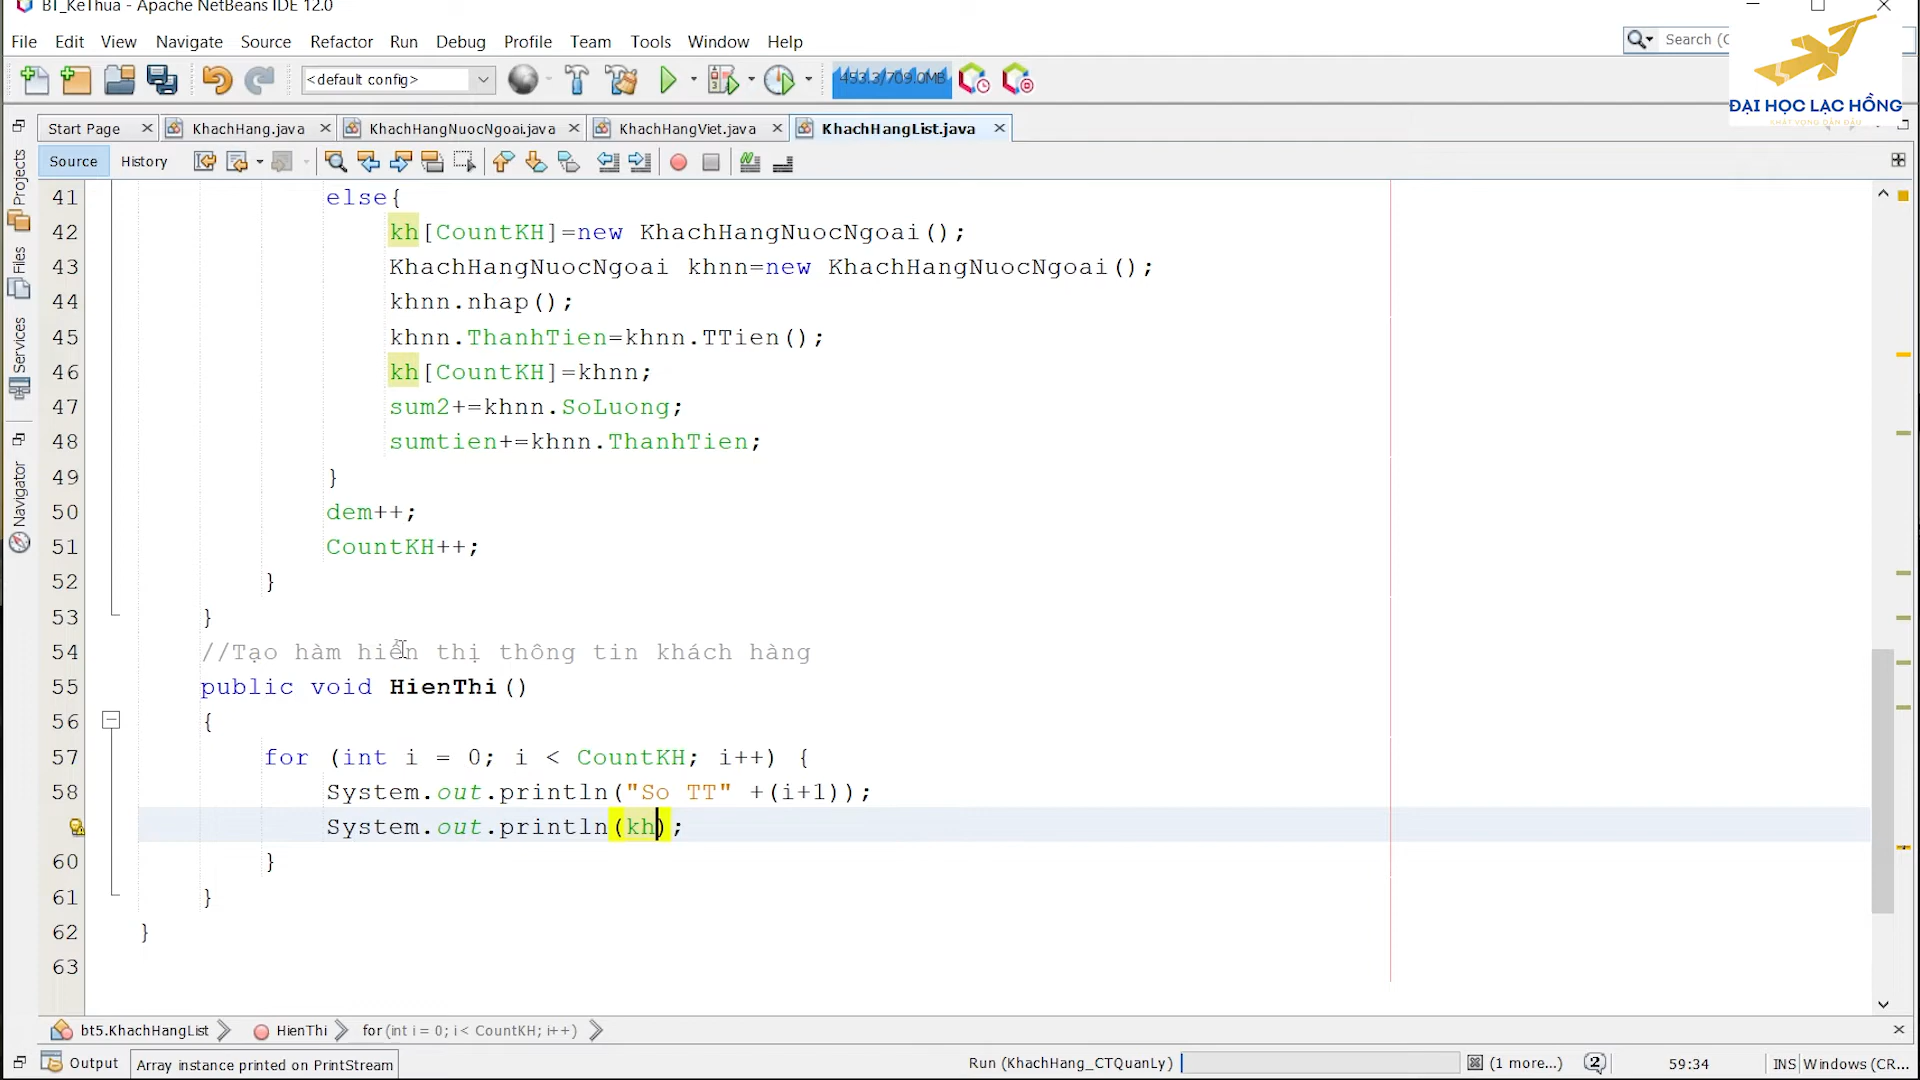 BT_KeThua - Apache NetBeans IDE 12.0
File Edit View Navigate Source Refactor Run Debug Profile Team Tools Window Help
Search (C
<default config>
493.3/709.0MB
ĐẠI HỌC LẠC HỒNG
KHÁT VỌNG DẪN ĐẦU
Start Page KhachHang.java KhachHangNuocNgoai.java KhachHangViet.java KhachHangList.java
Source History
Projects
Files
Services
Navigator
41 else{
42 kh[CountKH]=new KhachHangNuocNgoai();
43 KhachHangNuocNgoai khnn=new KhachHangNuocNgoai();
44 khnn.nhap();
45 khnn.ThanhTien=khnn.TTien();
46 kh[CountKH]=khnn;
47 sum2+=khnn.SoLuong;
48 sumtien+=khnn.ThanhTien;
49 }
50 dem++;
51 CountKH++;
52 }
53 }
54 //Tạo hàm hiển thị thông tin khách hàng
55 public void HienThi()
56 {
57 for (int i = 0; i < CountKH; i++) {
58 System.out.println("So TT" +(i+1));
System.out.println(kh);
60 }
61 }
62 }
63
bt5.KhachHangList HienThi for (int i = 0; i < CountKH; i++)
Output Array instance printed on PrintStream Run (KhachHang_CTQuanLy) (1 more...) 2 59:34 INS Windows (CR...